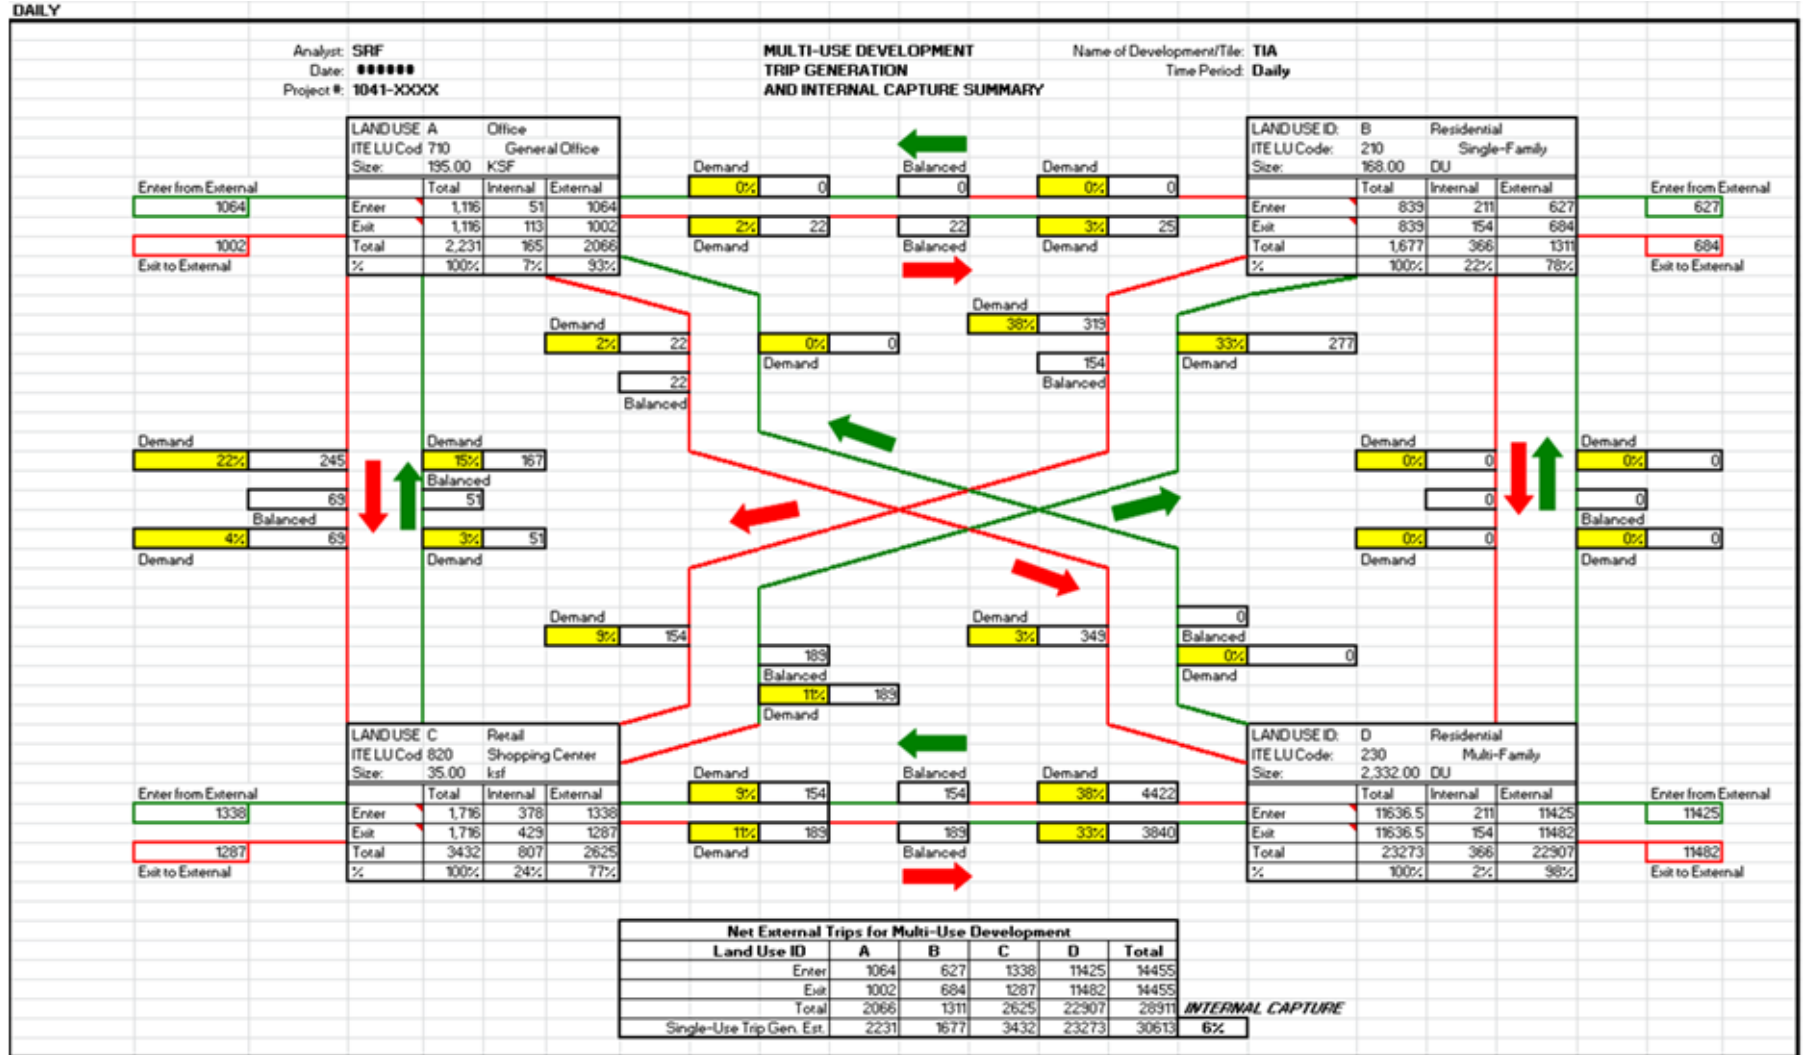 DAILY
Analyst: SRF MULTI-USE DEVELOPMENT Name of Development/Tile: TIA
Date: ###### TRIP GENERATION Time Period: Daily
Project #: 1041-XXXX AND INTERNAL CAPTURE SUMMARY
LAND USE A Office LAND USE ID: B Residential
ITE LU Cod 710 General Office ITE LU Code: 210 Single-Family
Size: 195.00 KSF Demand Balanced Demand Size: 168.00 DU
Enter from External Total Internal External 0% 0 0 0% 0 Total Internal External Enter from External
1064 Enter 1,116 51 1064 Enter 839 211 627 627
Exit 1,116 113 1002 2% 22 22 3% 25 Exit 839 154 684
1002 Total 2,231 165 2066 Demand Balanced Demand Total 1,677 366 1311 684
Exit to External % 100% 7% 93% % 100% 22% 78% Exit to External
Demand
Demand 38% 319
2% 22 0% 0 33% 277
Demand 154 Demand
22 Balanced
Balanced
Demand Demand Demand Demand
22% 245 15% 167 0% 0 0% 0
Balanced
69 51 0 0
Balanced Balanced
4% 69 3% 51 0% 0 0% 0
Demand Demand Demand Demand
Demand Demand 0
9% 154 3% 349 Balanced
189 0% 0
Balanced Demand
11% 189
Demand
LAND USE C Retail LAND USE ID: D Residential
ITE LU Cod 820 Shopping Center ITE LU Code: 230 Multi-Family
Size: 35.00 ksf Demand Balanced Demand Size: 2,332.00 DU
Enter from External Total Internal External 9% 154 154 38% 4422 Total Internal External Enter from External
1338 Enter 1,716 378 1338 Enter 11636.5 211 11425 11425
Exit 1,716 429 1287 11% 189 189 33% 3840 Exit 11636.5 154 11482
1287 Total 3432 807 2625 Demand Balanced Total 23273 366 22907 11482
Exit to External % 100% 24% 77% % 100% 2% 98% Exit to External
Net External Trips for Multi-Use Development
Land Use ID A B C D Total
Enter 1064 627 1338 11425 14455
Exit 1002 684 1287 11482 14455
Total 2066 1311 2625 22907 28911 INTERNAL CAPTURE
Single-Use Trip Gen. Est. 2231 1677 3432 23273 30613 6%